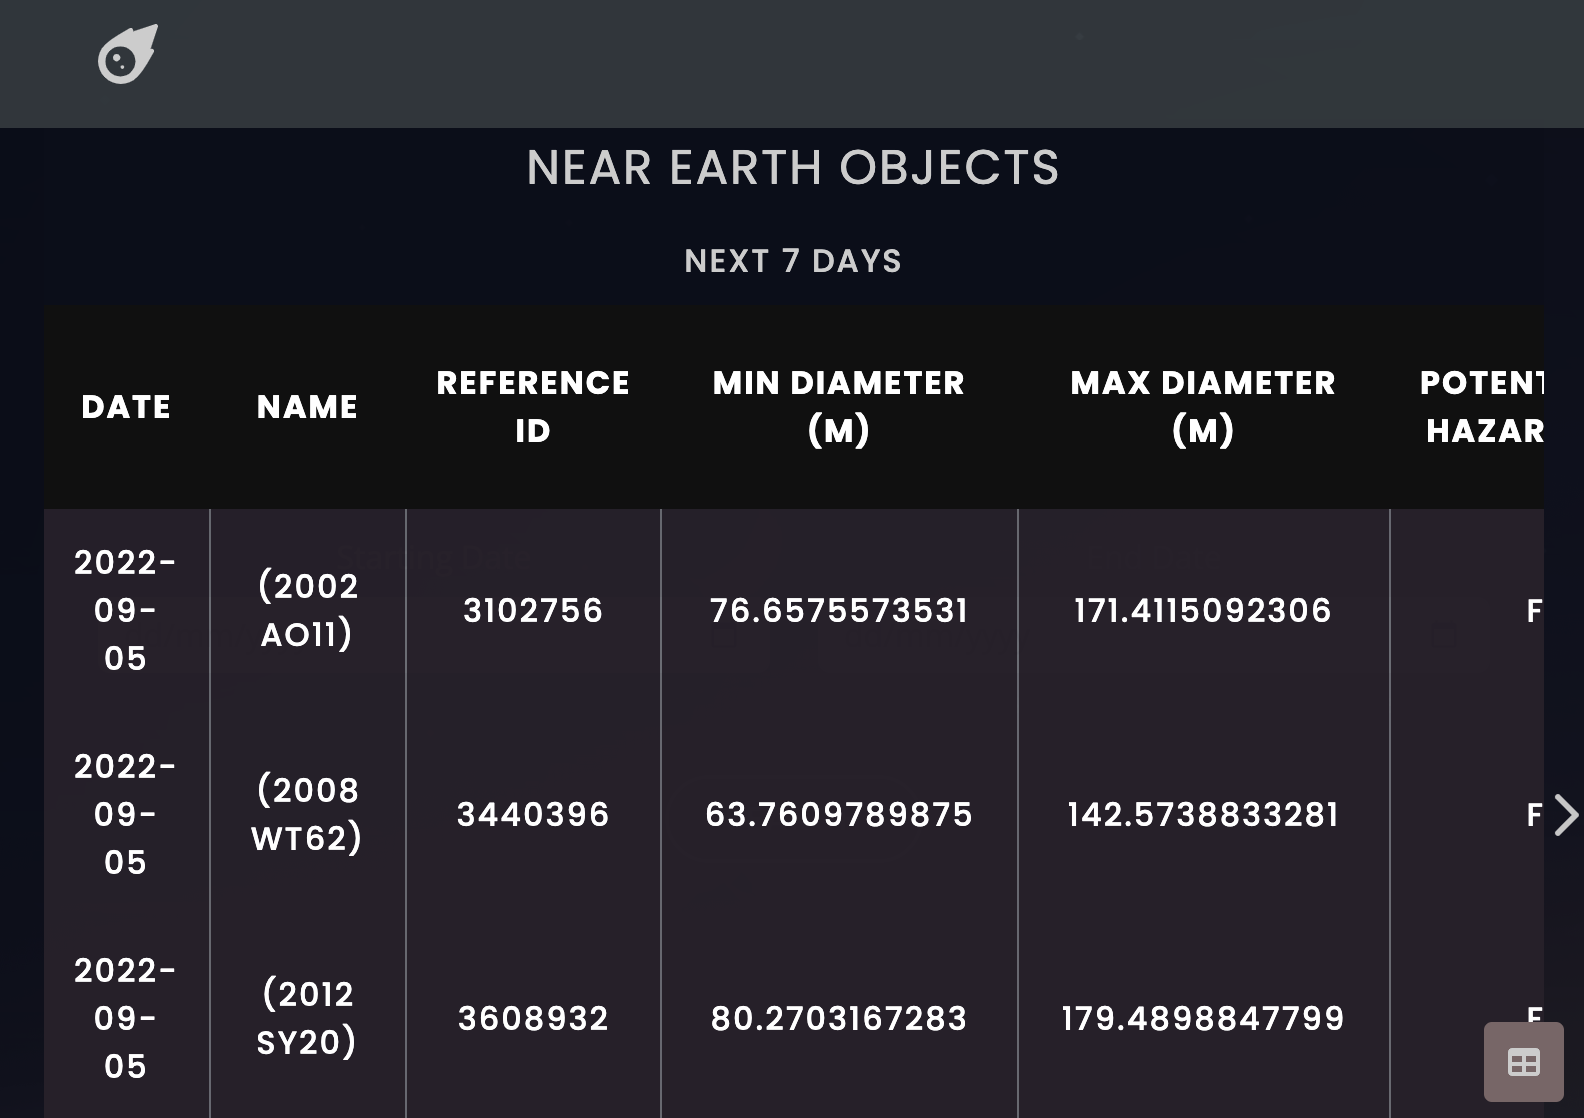 NEAR EARTH OBJECTS
NEXT 7 DAYS
DATE
NAME
REFERENCE
ID
MIN DIAMETER
(M)
MAX DIAMETER
(M)
POTENT
HAZAR
2022-
09-
05
(2002
AO11)
3102756
76.6575573531
171.4115092306
F
2022-
09-
05
(2008
WT62)
3440396
63.7609789875
142.5738833281
F
2022-
09-
05
(2012
SY20)
3608932
80.2703167283
179.4898847799
F